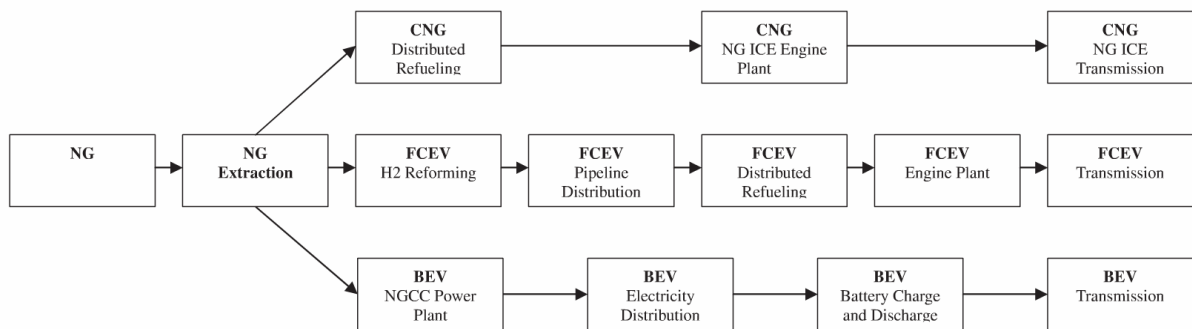 CNG
Distributed
Refueling
CNG
NG ICE Engine
Plant
CNG
NG ICE
Transmission
NG
NG
Extraction
FCEV
H2 Reforming
FCEV
Pipeline
Distribution
FCEV
Distributed
Refueling
FCEV
Engine Plant
FCEV
Transmission
BEV
NGCC Power
Plant
BEV
Electricity
Distribution
BEV
Battery Charge
and Discharge
BEV
Transmission